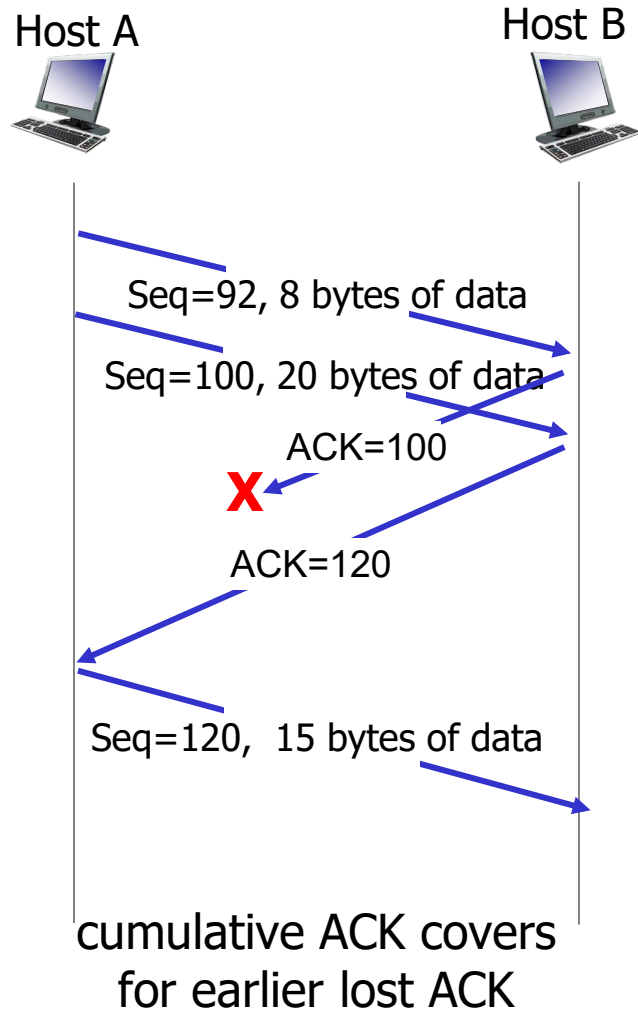 Host A
Host B
Seq=92, 8 bytes of data
Seq=100, 20 bytes of data
ACK=100
X
ACK=120
Seq=120, 15 bytes of data
cumulative ACK covers
for earlier lost ACK